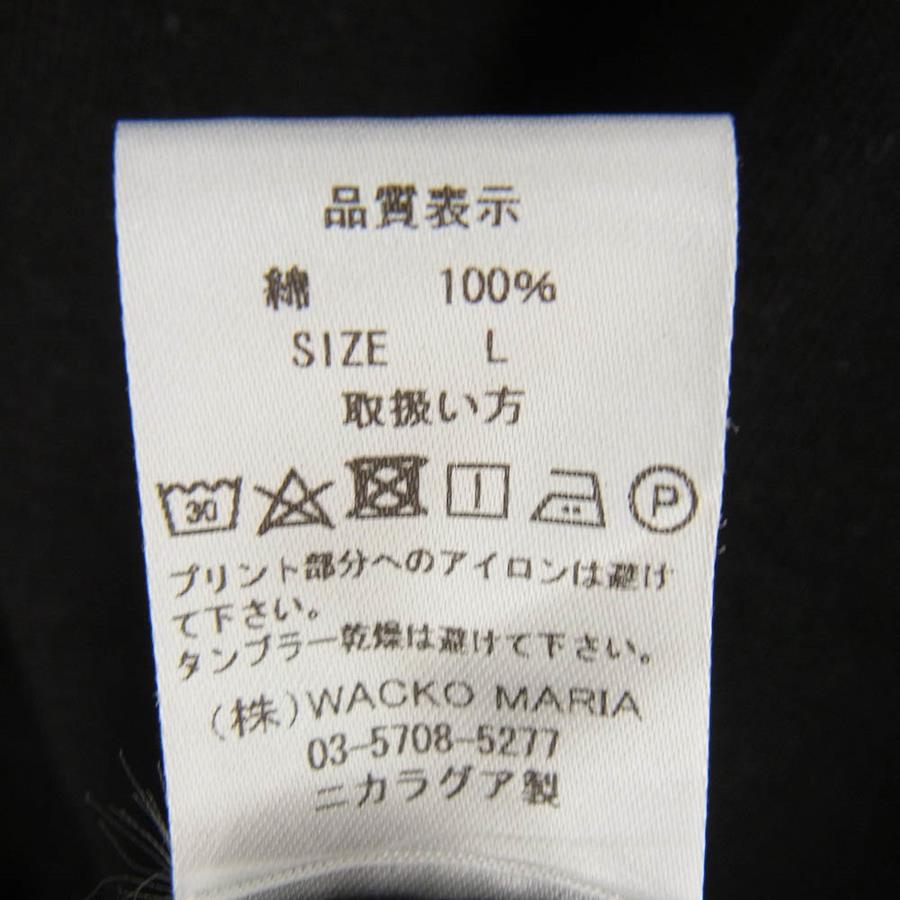 品質表示
綿 100%
SIZE L
取扱い方
30 P
プリント部分へのアイロンは避け
て下さい。
タンブラー乾燥は避けて下さい。
(株)WACKO MARIA
03-5708-5277
ニカラグア製